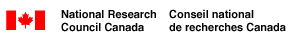 National Research
Council Canada
Conseil national
de recherches Canada